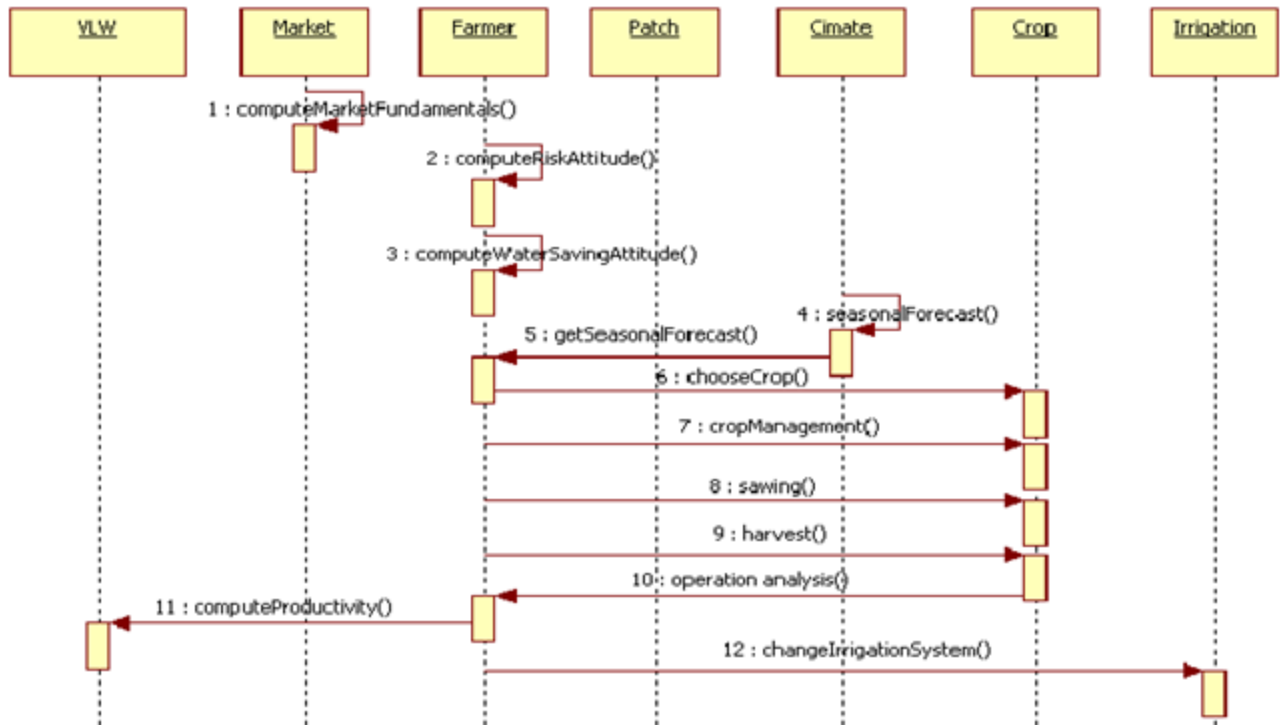 VLW
Market
Farmer
Patch
Cimate
Crop
Irrigation
1 : computeMarketFundamentals()
2 : computeRiskAttitude()
3 : computeWaterSavingAttitude()
4 : seasonalForecast()
5 : getSeasonalForecast()
6 : chooseCrop()
7 : cropManagement()
8 : sawing()
9 : harvest()
10 : operation analysis()
11 : computeProductivity()
12 : changeIrrigationSystem()